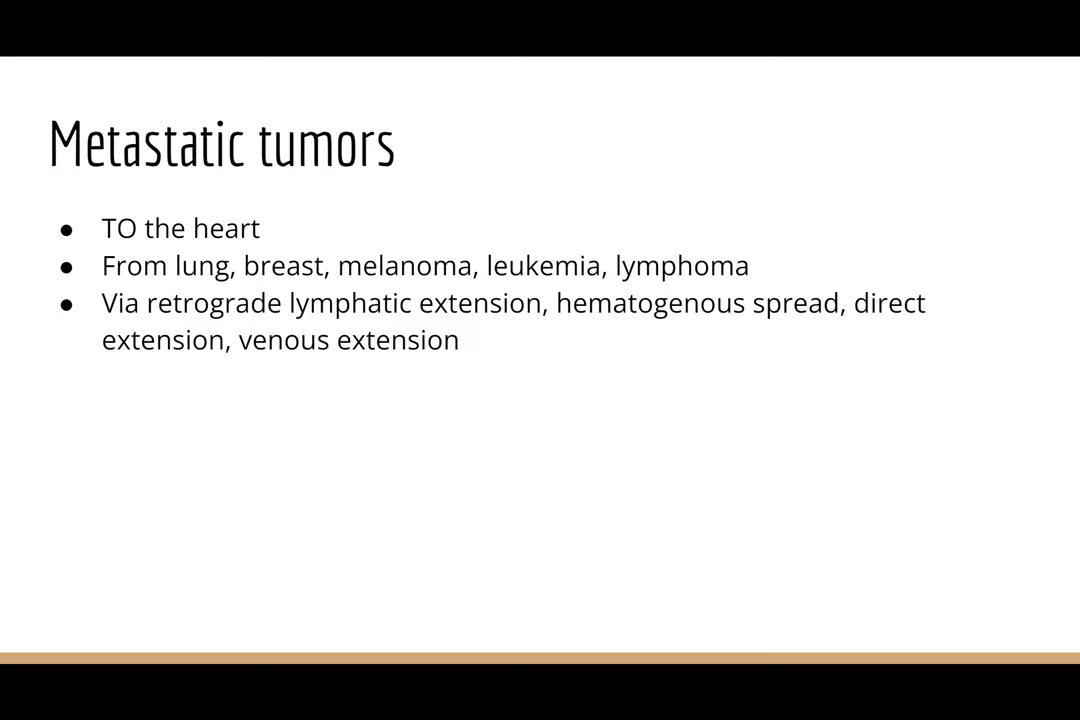 Metastatic tumors
● TO the heart
● From lung, breast, melanoma, leukemia, lymphoma
● Via retrograde lymphatic extension, hematogenous spread, direct
extension, venous extension